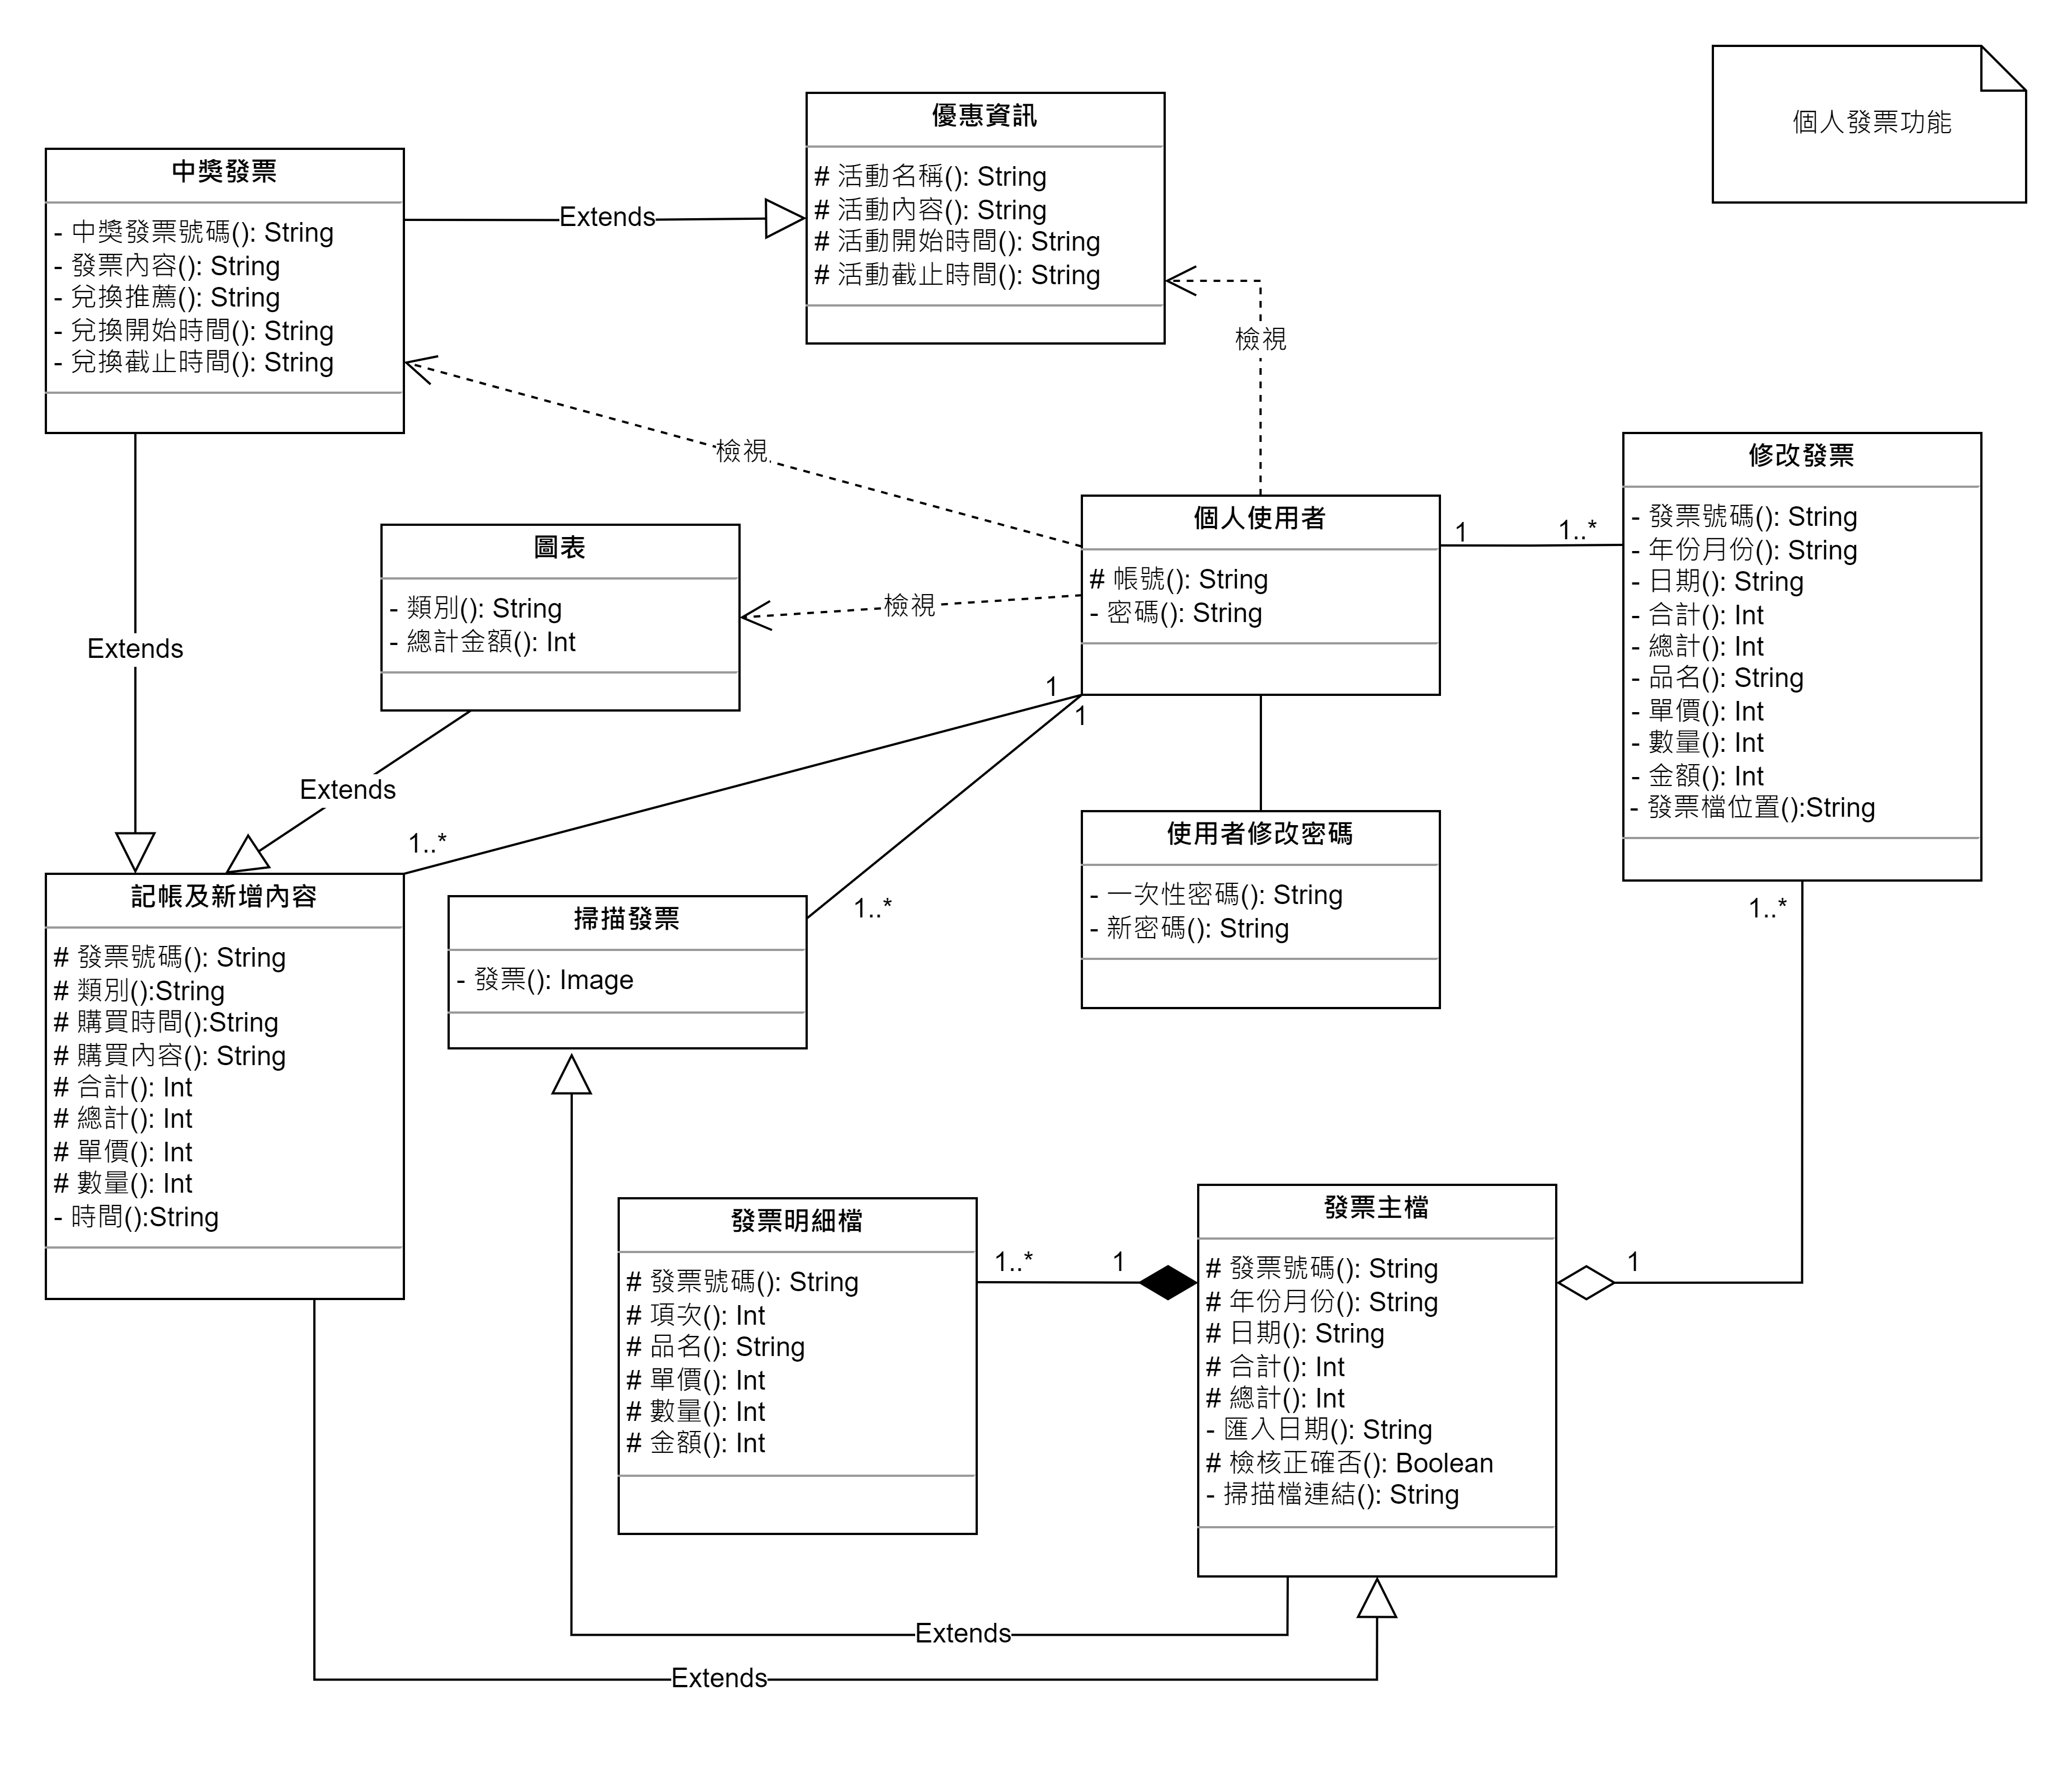 個人發票功能
優惠資訊
# 活動名稱(): String
# 活動內容(): String
# 活動開始時間(): String
# 活動截止時間(): String
中獎發票
- 中獎發票號碼(): String
- 發票內容(): String
- 兌換推薦(): String
- 兌換開始時間(): String
- 兌換截止時間(): String
Extends
檢視
檢視
修改發票
- 發票號碼(): String
- 年份月份(): String
- 日期(): String
- 合計(): Int
- 總計(): Int
- 品名(): String
- 單價(): Int
- 數量(): Int
- 金額(): Int
- 發票檔位置():String
個人使用者
# 帳號(): String
- 密碼(): String
1
1..*
圖表
- 類別(): String
- 總計金額(): Int
檢視
Extends
1
1
Extends
1..*
1..*
使用者修改密碼
- 一次性密碼(): String
- 新密碼(): String
1..*
記帳及新增內容
# 發票號碼(): String
# 類別():String
# 購買時間():String
# 購買內容(): String
# 合計(): Int
# 總計(): Int
# 單價(): Int
# 數量(): Int
- 時間():String
掃描發票
- 發票(): Image
發票明細檔
# 發票號碼(): String
# 項次(): Int
# 品名(): String
# 單價(): Int
# 數量(): Int
# 金額(): Int
1..*
1
發票主檔
# 發票號碼(): String
# 年份月份(): String
# 日期(): String
# 合計(): Int
# 總計(): Int
- 匯入日期(): String
# 檢核正確否(): Boolean
- 掃描檔連結(): String
1
Extends
Extends